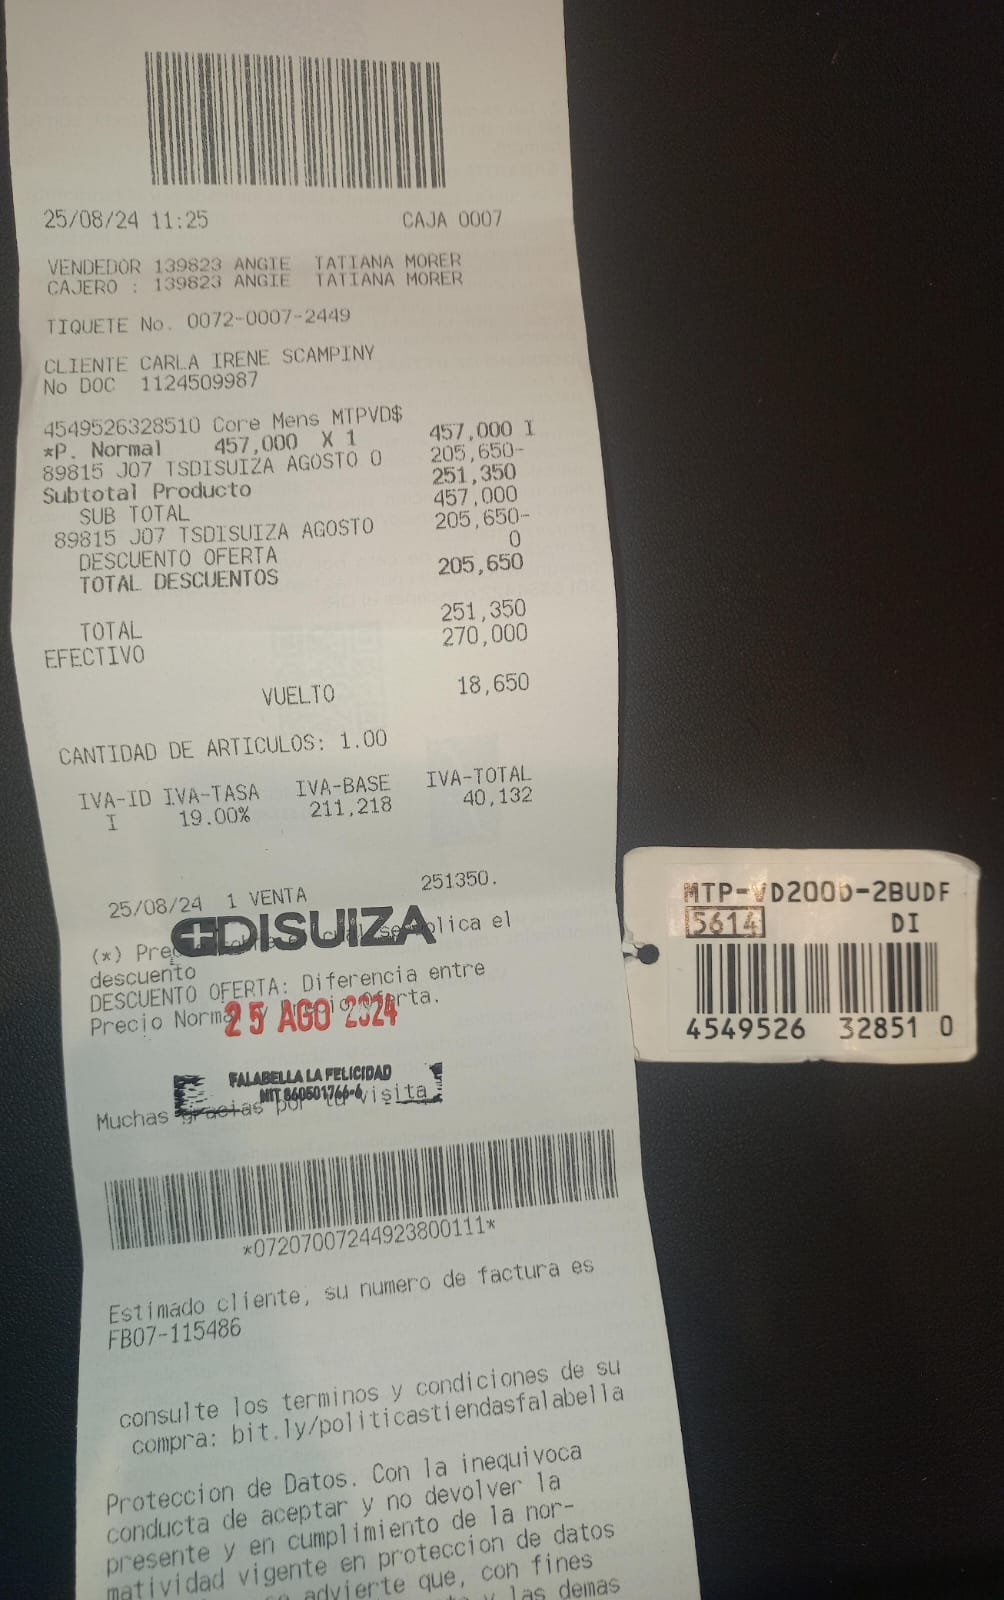 25/08/24 11:25 CAJA 0007
VENDEDOR 139823 ANGIE TATIANA MORER
CAJERO : 139823 ANGIE TATIANA MORER
TIQUETE No. 0072-0007-2449
CLIENTE CARLA IRENE SCAMPINY
No DOC 1124509987
4549526328510 Core Mens MTPVD$
*P. Normal 457,000 X 1 457,000 I
89815 J07 TSDISUIZA AGOSTO 0 205,650-
Subtotal Producto 251,350
SUB TOTAL 457,000
89815 J07 TSDISUIZA AGOSTO 205,650-
DESCUENTO OFERTA 0
TOTAL DESCUENTOS 205,650
TOTAL 251,350
EFECTIVO 270,000
VUELTO 18,650
CANTIDAD DE ARTICULOS: 1.00
IVA-ID IVA-TASA IVA-BASE IVA-TOTAL
I 19.00% 211,218 40,132
25/08/24 1 VENTA 251350.
DISUIZA
(*) el
descuento
DESCUENTO OFERTA: Diferencia entre
Precio
25 AGO 2024
FALABELLA LA FELICIDAD
NIT 860501766-6
Muchas gracias por tu visita
*07207007244923800111*
Estimado cliente, su numero de factura es
FB07-115486
consulte los terminos y condiciones de su
compra: bit.ly/politicastiendasfalabella
Proteccion de Datos. Con la inequivoca
conducta de aceptar y no devolver la
presente y en cumplimiento de la nor-
matividad vigente en proteccion de datos
advierte que, con fines
y las demas
MTP-VD200D-2BUDF
5614 DI
4549526 32851 0